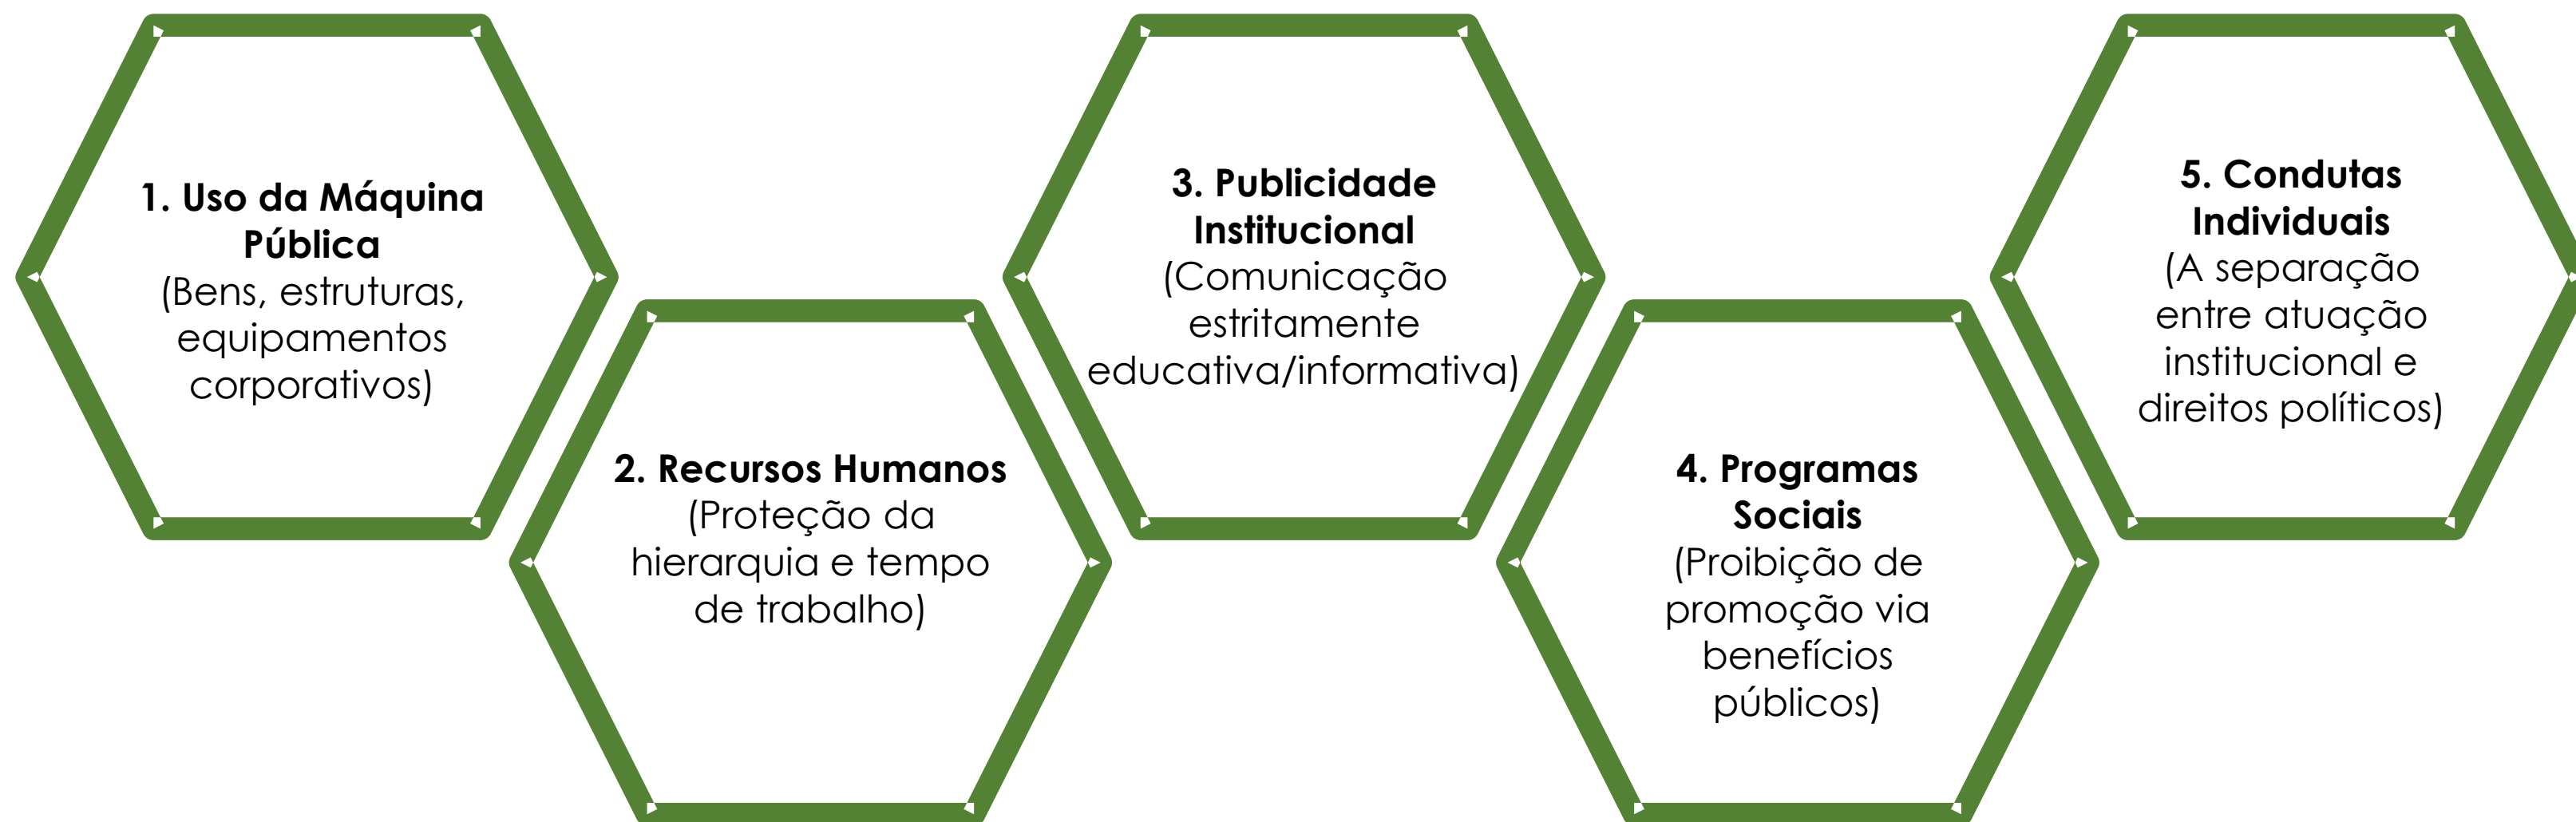 1. Uso da Máquina
Pública
(Bens, estruturas,
equipamentos
corporativos)
2. Recursos Humanos
(Proteção da
hierarquia e tempo
de trabalho)
3. Publicidade
Institucional
(Comunicação
estritamente
educativa/informativa)
4. Programas
Sociais
(Proibição de
promoção via
benefícios
públicos)
5. Condutas
Individuais
(A separação
entre atuação
institucional e
direitos políticos)